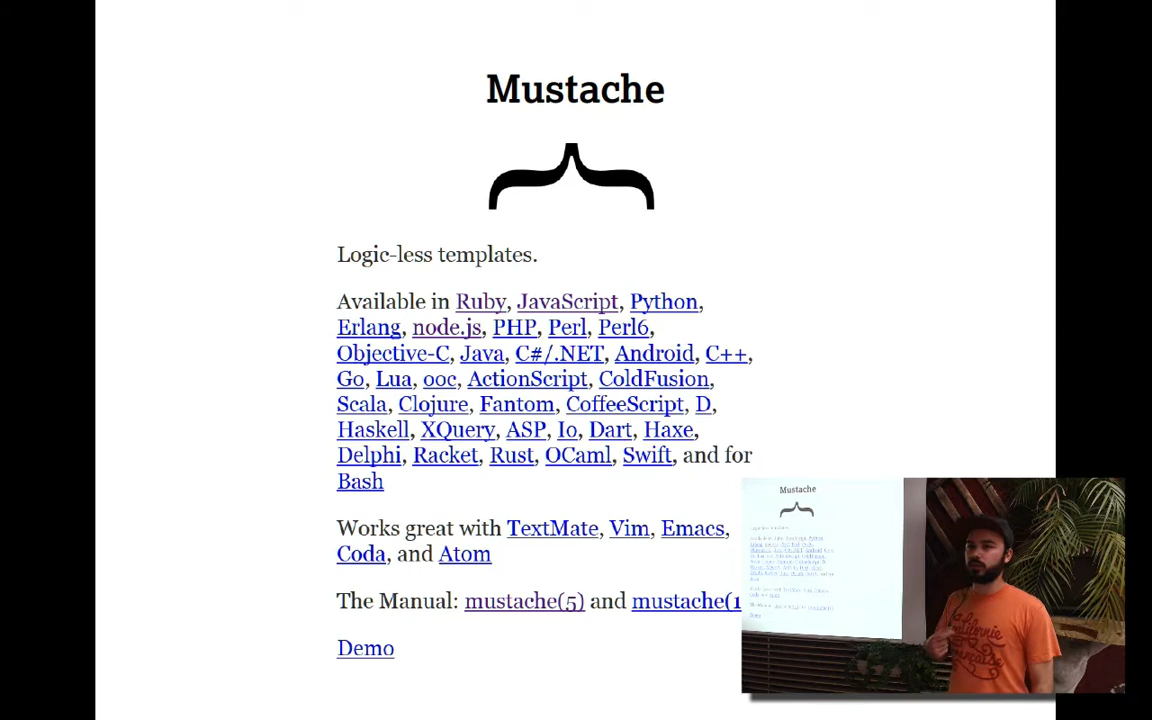 Mustache
Logic-less templates.
Available in Ruby, JavaScript, Python,
Erlang, node.js, PHP, Perl, Perl6,
Objective-C, Java, C#/.NET, Android, C++,
Go, Lua, ooc, ActionScript, ColdFusion,
Scala, Clojure, Fantom, CoffeeScript, D,
Haskell, XQuery, ASP, Io, Dart, Haxe,
Delphi, Racket, Rust, OCaml, Swift, and for
Bash
Works great with TextMate, Vim, Emacs,
Coda, and Atom
The Manual: mustache(5) and mustache(1
Demo
Mustache
Californie